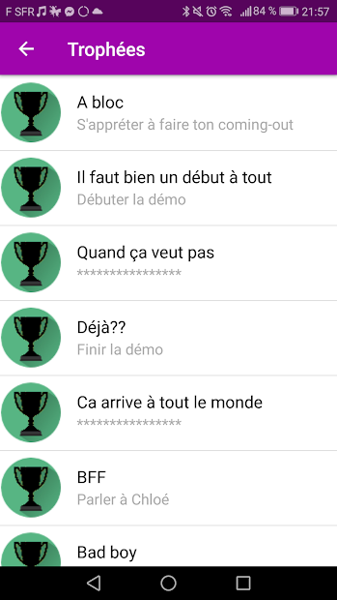 F SFR 84 % 21:57
Trophées
A bloc
S'appréter à faire ton coming-out
Il faut bien un début à tout
Débuter la démo
Quand ça veut pas
****************
Déjà??
Finir la démo
Ca arrive à tout le monde
****************
BFF
Parler à Chloé
Bad boy